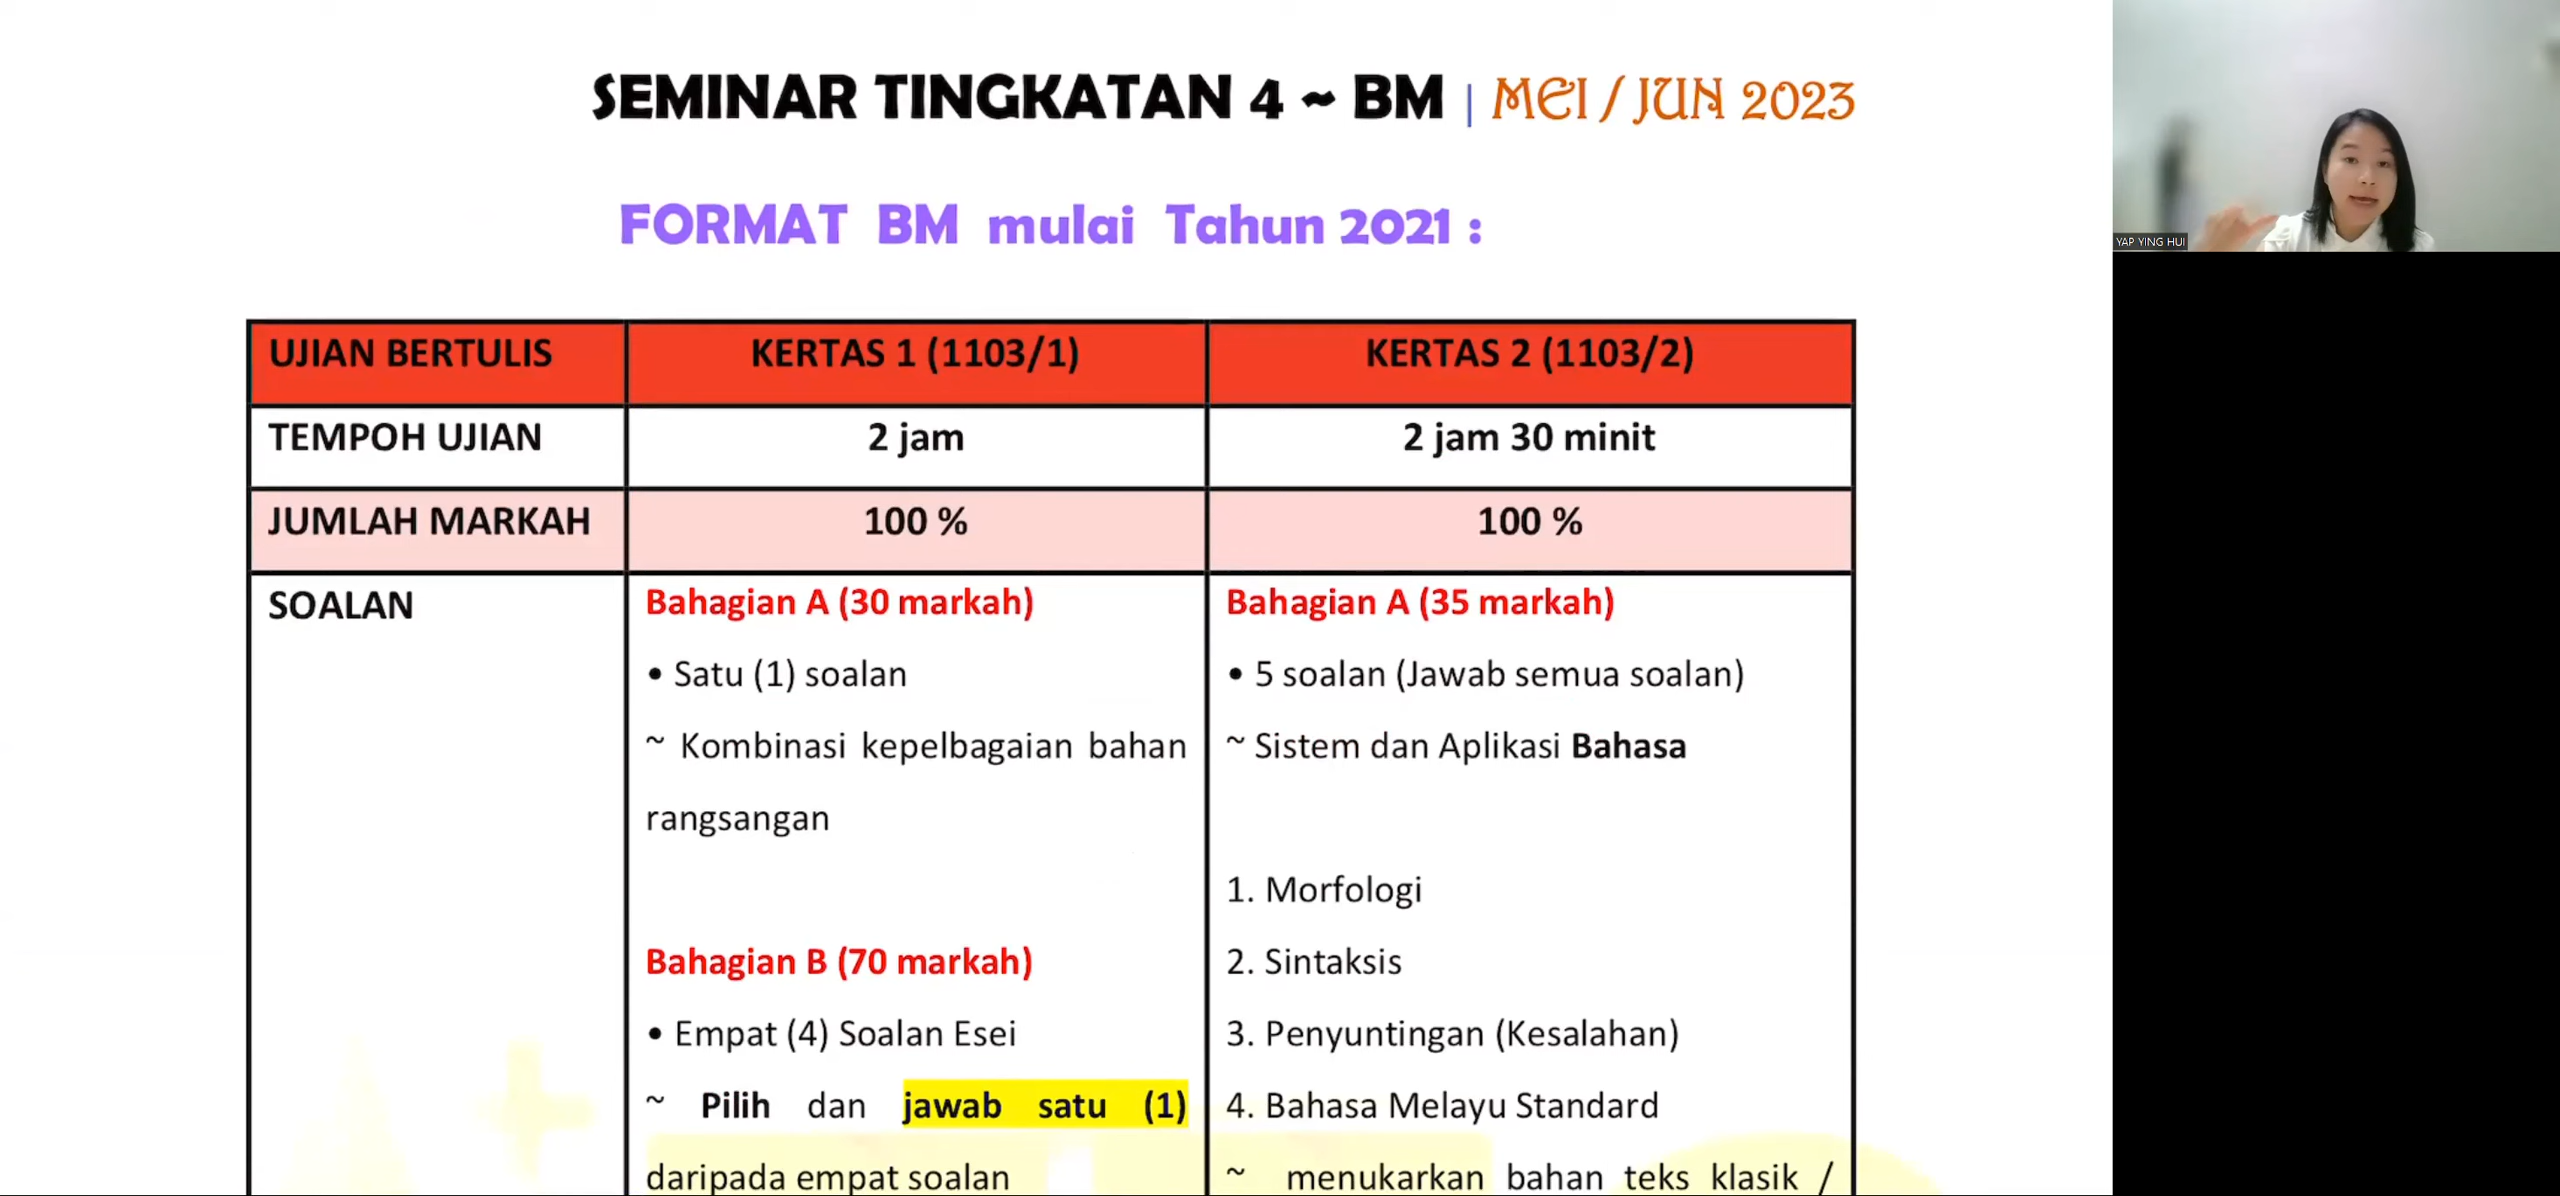 SEMINAR TINGKATAN 4 ~ BM | MEI / JUN 2023
FORMAT BM mulai Tahun 2021 :
YAP YING HUI
UJIAN BERTULIS
KERTAS 1 (1103/1)
KERTAS 2 (1103/2)
TEMPOH UJIAN
2 jam
2 jam 30 minit
JUMLAH MARKAH
100 %
100 %
SOALAN
Bahagian A (30 markah)
• Satu (1) soalan
~ Kombinasi kepelbagaian bahan
rangsangan
Bahagian B (70 markah)
• Empat (4) Soalan Esei
~ Pilih dan jawab satu (1)
daripada empat soalan
Bahagian A (35 markah)
• 5 soalan (Jawab semua soalan)
~ Sistem dan Aplikasi Bahasa
1. Morfologi
2. Sintaksis
3. Penyuntingan (Kesalahan)
4. Bahasa Melayu Standard
~ menukarkan bahan teks klasik /